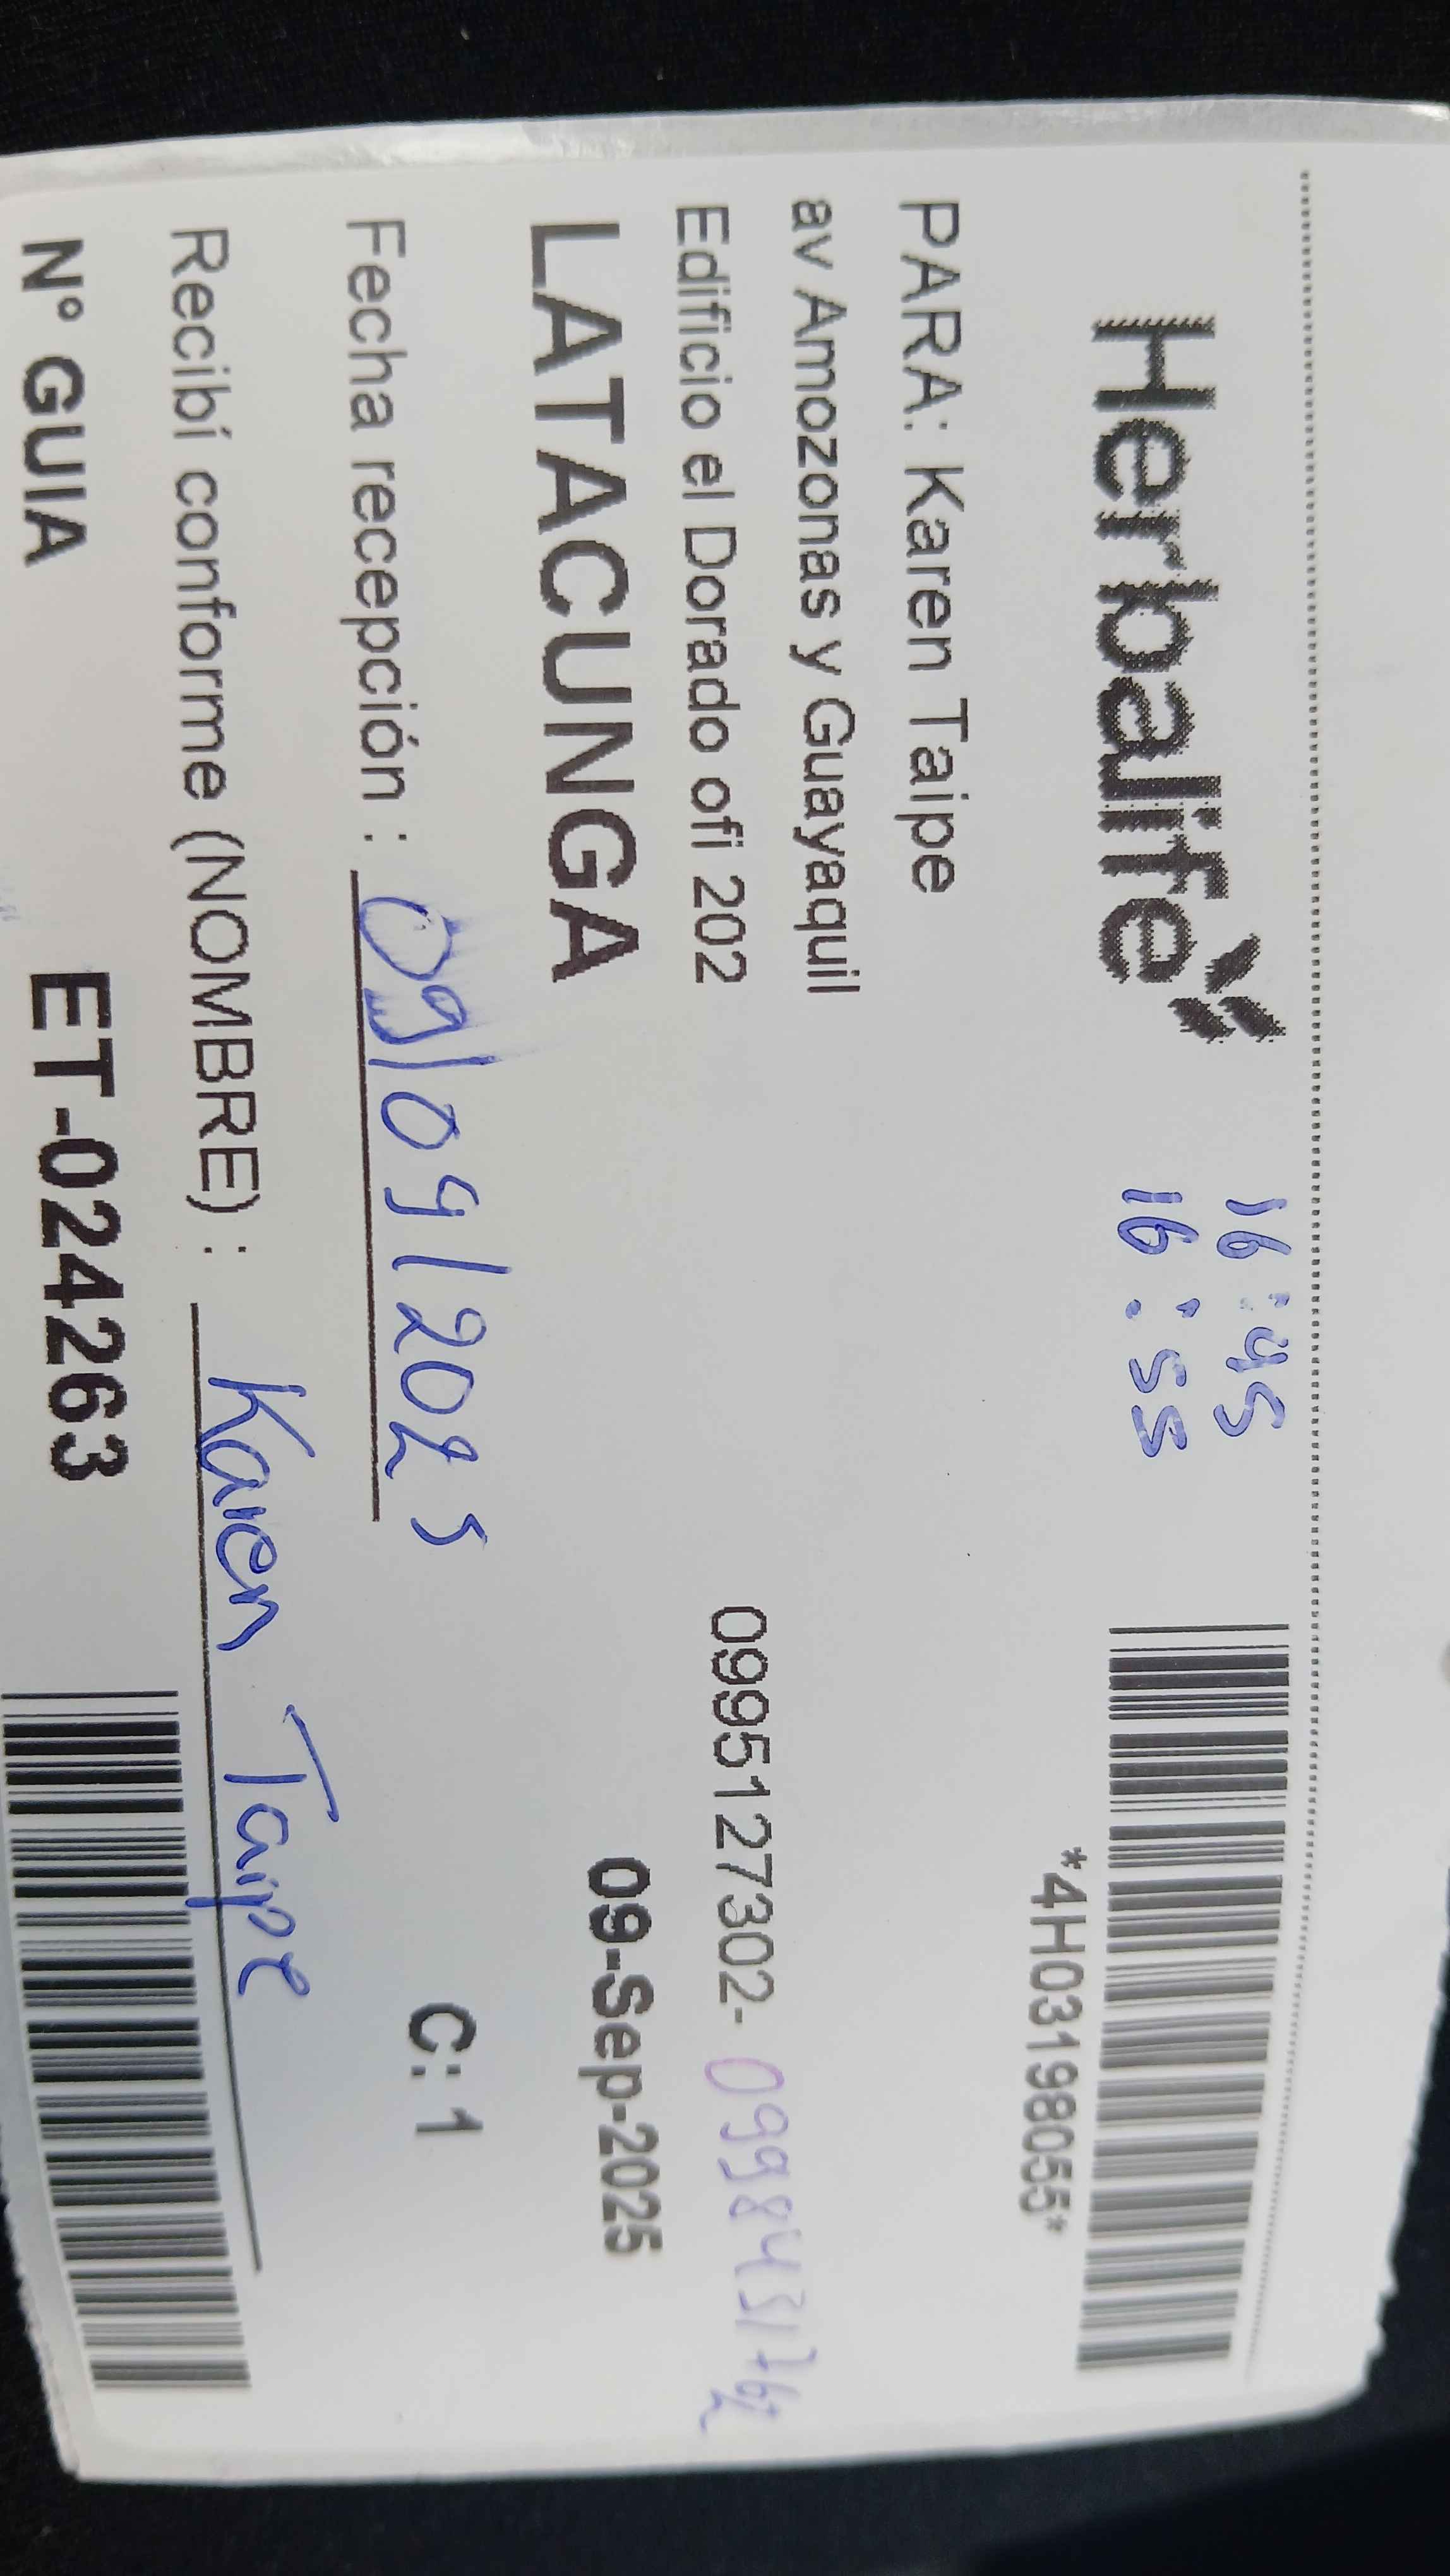 Herbalife
16:45
16:55
*4H03198055*
PARA: Karen Taipe
av Amozonas y Guayaquil
Edificio el Dorado ofi 202
0995127302-
LATACUNGA
09-Sep-2025
Fecha recepción : 09/09/2025
C: 1
Recibí conforme (NOMBRE) : Karen Taipe
N° GUIA ET-024263